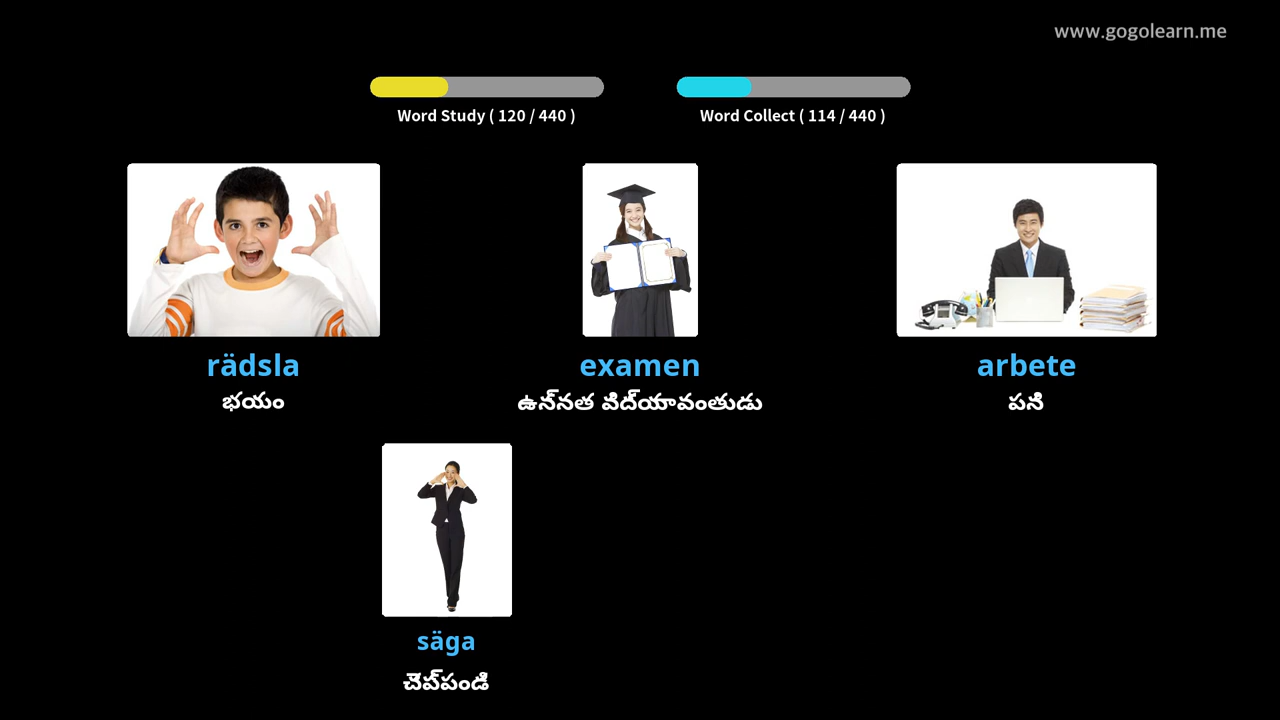 www.gogolearn.me
Word Study ( 120 / 440 )
Word Collect ( 114 / 440 )
rädsla
భయం
examen
ఉన్నత విద్యావంతుడు
arbete
పని
säga
చెప్పండి